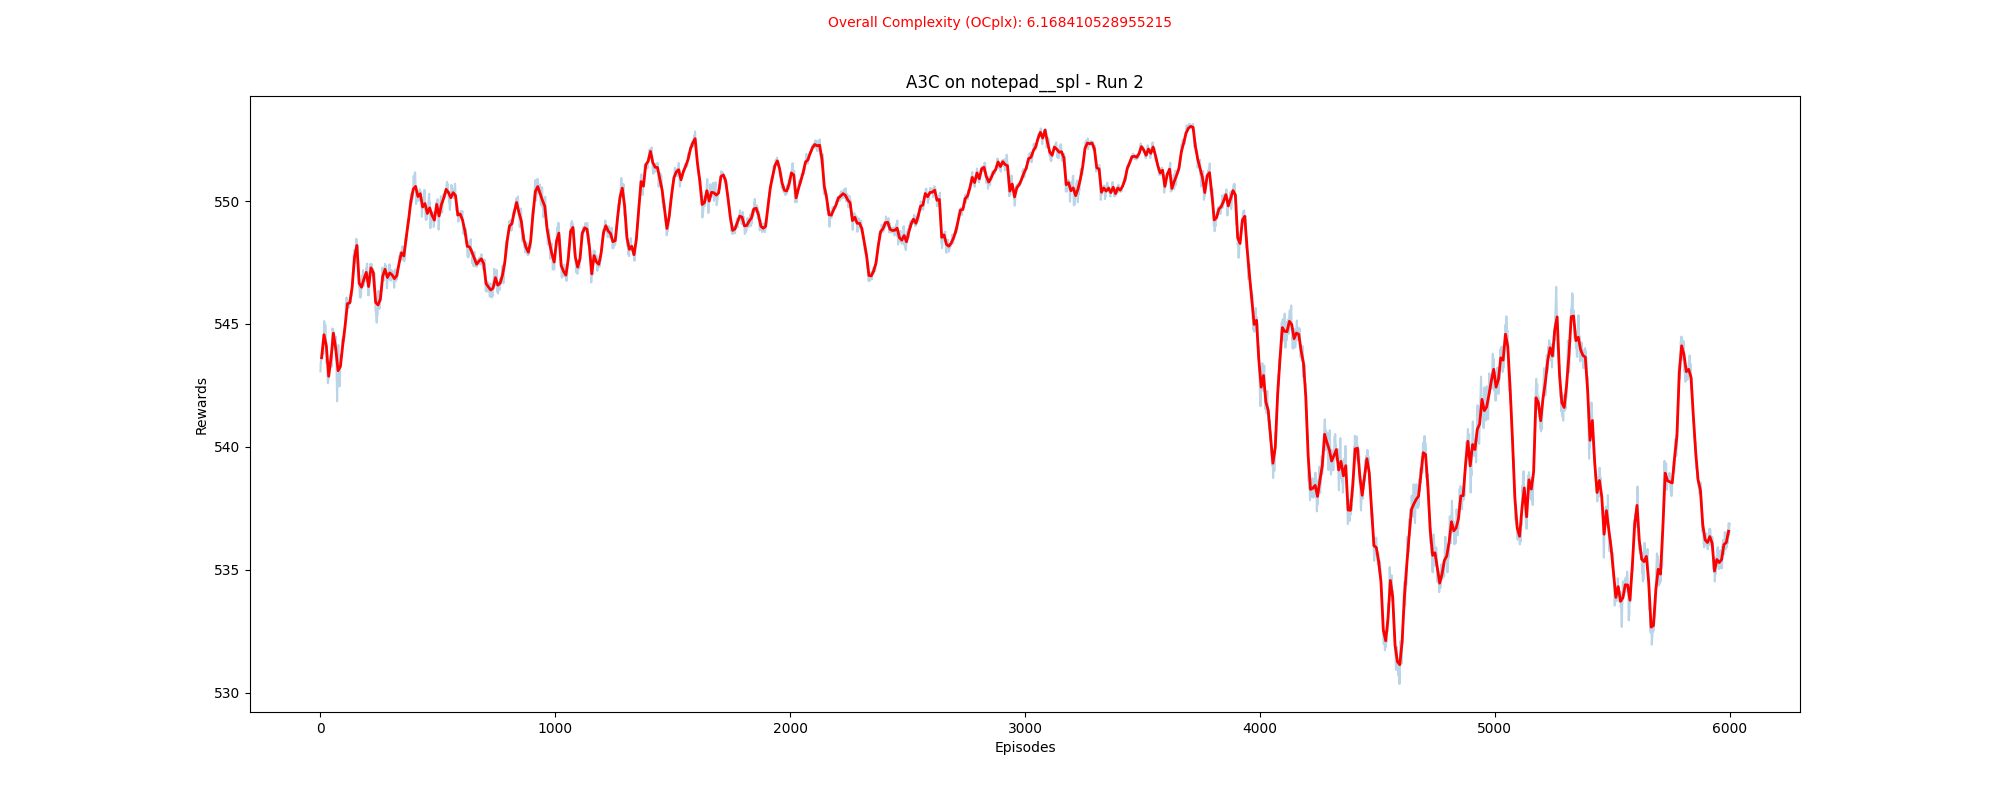 Overall Complexity (OCplx): 6.168410528955215
A3C on notepad__spl - Run 2
Rewards
550
545
540
535
530
0 1000 2000 3000 4000 5000 6000
Episodes